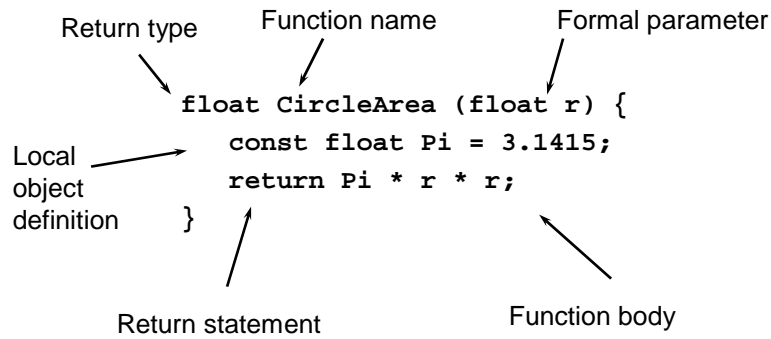 Return type
Function name
Formal parameter
float CircleArea (float r) {
const float Pi = 3.1415;
Local
object
definition
return Pi * r * r;
}
Return statement
Function body